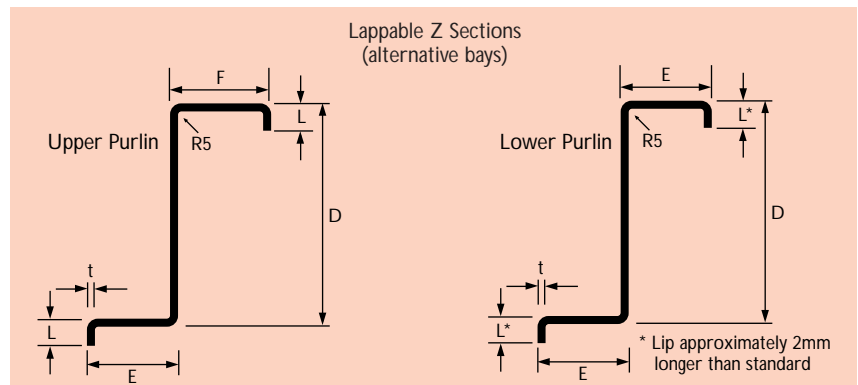 Lappable Z Sections
(alternative bays)
F
L
Upper Purlin
R5
D
t
L
E
E
L*
Lower Purlin
R5
D
t
L*
E
* Lip approximately 2mm
longer than standard